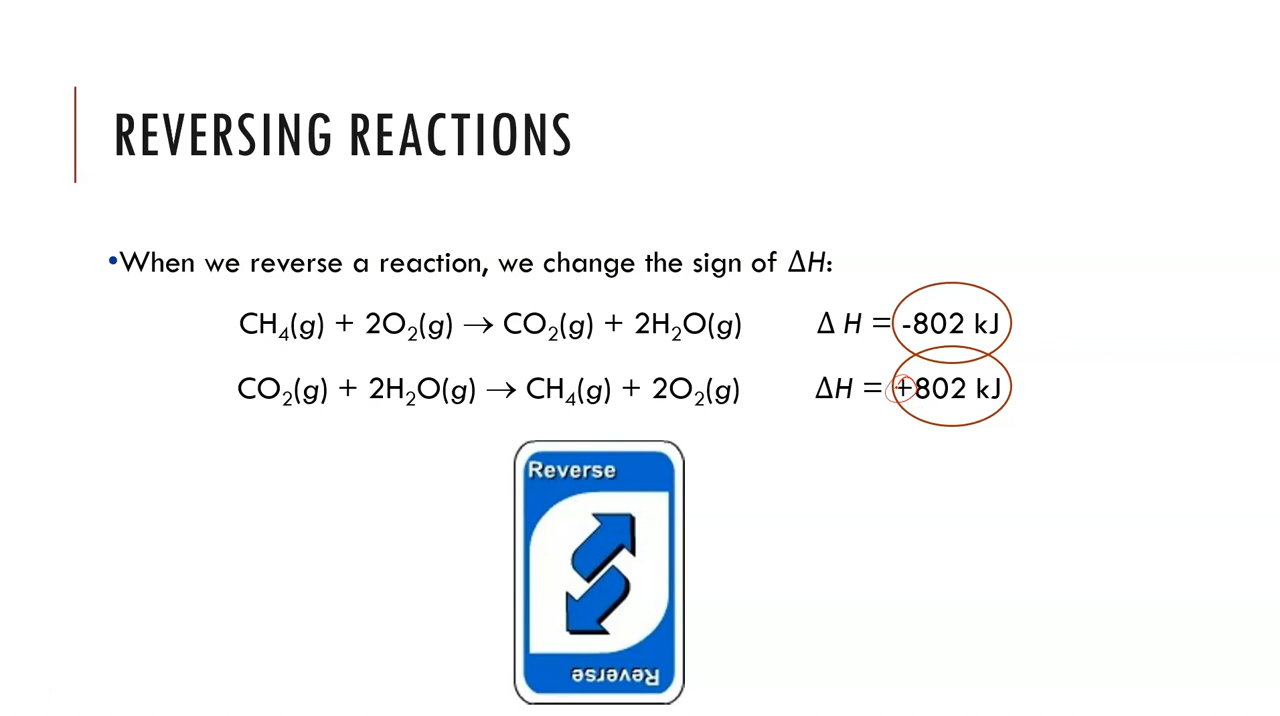 REVERSING REACTIONS
•When we reverse a reaction, we change the sign of ΔH:
CH₄(g) + 2O₂(g) → CO₂(g) + 2H₂O(g) Δ H = -802 kJ
CO₂(g) + 2H₂O(g) → CH₄(g) + 2O₂(g) ΔH = +802 kJ
Reverse
Reverse